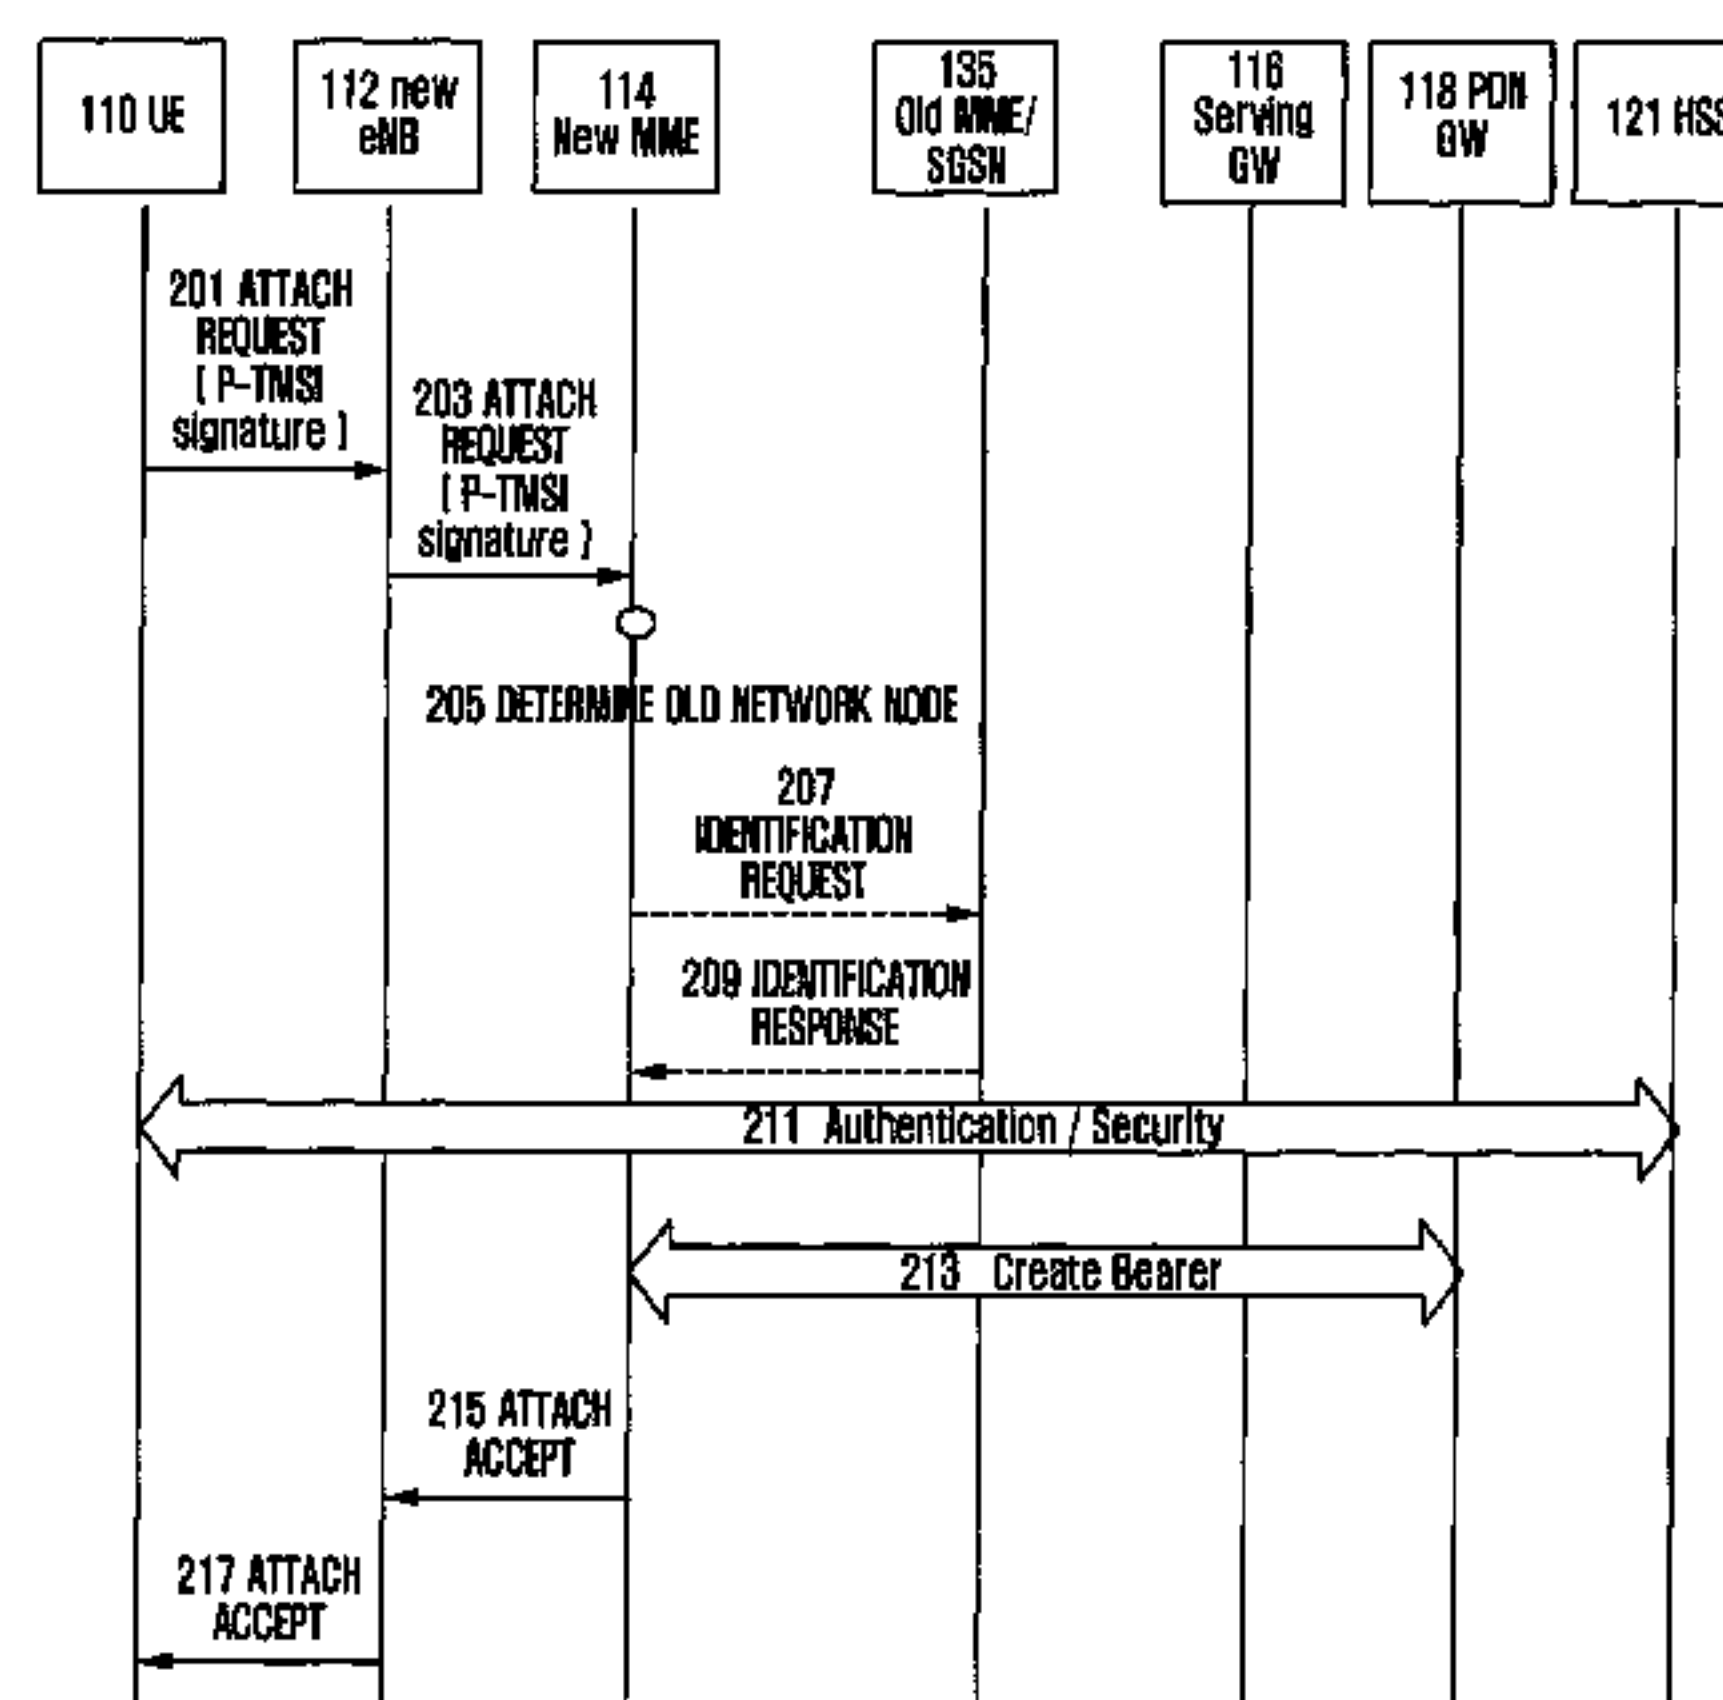 110 UE
112 new
eNB
114
New MME
135
Old MME/
SGSN
116
Serving
GW
118 PDN
GW
121 HSS
201 ATTACH
REQUEST
( P-TMSI
signature )
203 ATTACH
REQUEST
( P-TMSI
signature )
205 DETERMINE OLD NETWORK NODE
207
IDENTIFICATION
REQUEST
209 IDENTIFICATION
RESPONSE
211 Authentication / Security
213 Create Bearer
215 ATTACH
ACCEPT
217 ATTACH
ACCEPT